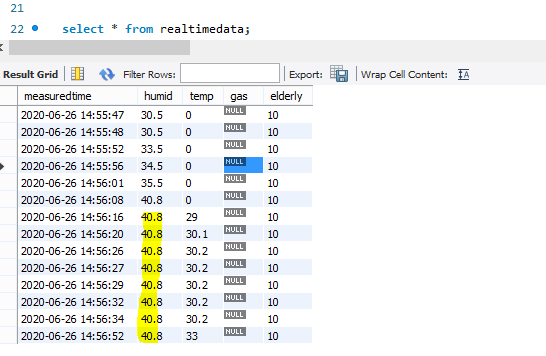 21
22 select * from realtimedata;
Result Grid Filter Rows: Export: Wrap Cell Content: IA
measuredtime humid temp gas elderly
2020-06-26 14:55:47 30.5 0 NULL 10
2020-06-26 14:55:48 30.5 0 NULL 10
2020-06-26 14:55:52 33.5 0 NULL 10
2020-06-26 14:55:56 34.5 0 NULL 10
2020-06-26 14:56:01 35.5 0 NULL 10
2020-06-26 14:56:08 40.8 0 NULL 10
2020-06-26 14:56:16 40.8 29 NULL 10
2020-06-26 14:56:20 40.8 30.1 NULL 10
2020-06-26 14:56:26 40.8 30.2 NULL 10
2020-06-26 14:56:27 40.8 30.2 NULL 10
2020-06-26 14:56:29 40.8 30.2 NULL 10
2020-06-26 14:56:32 40.8 30.2 NULL 10
2020-06-26 14:56:34 40.8 30.2 NULL 10
2020-06-26 14:56:52 40.8 33 NULL 10